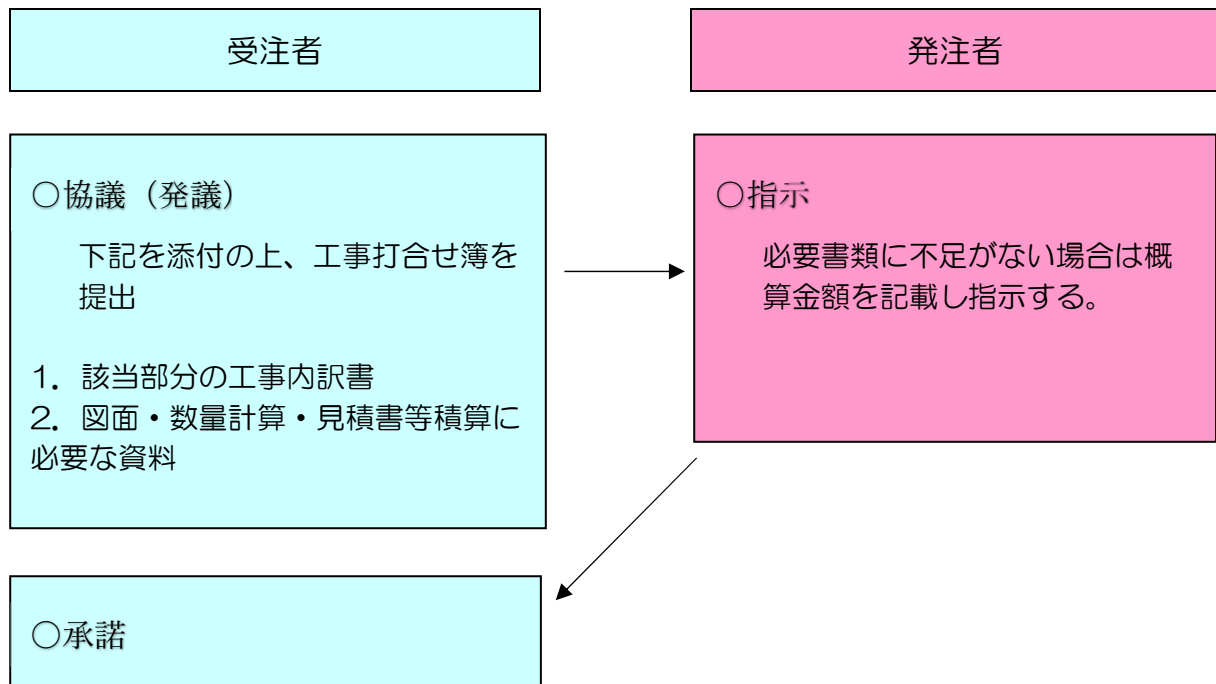 受注者
発注者
○協議（発議）
下記を添付の上、工事打合せ簿を
提出
1．該当部分の工事内訳書
2．図面・数量計算・見積書等積算に
必要な資料
○指示
必要書類に不足がない場合は概
算金額を記載し指示する。
○承諾